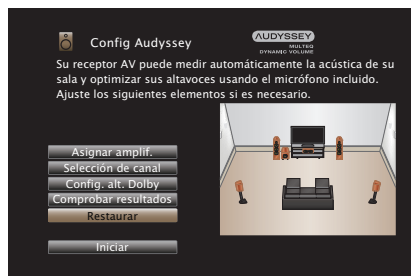 Config Audyssey
AUDYSSEY
MULTEQ
DYNAMIC VOLUME
Su receptor AV puede medir automáticamente la acústica de su
sala y optimizar sus altavoces usando el micrófono incluido.
Ajuste los siguientes elementos si es necesario.
Asignar amplif.
Selección de canal
Config. alt. Dolby
Comprobar resultados
Restaurar
Iniciar